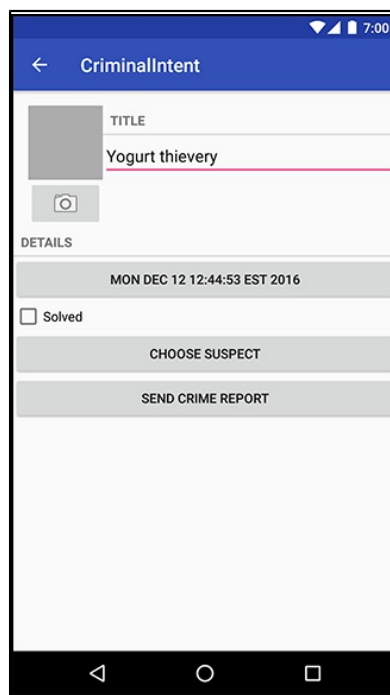 7:00
CriminalIntent
TITLE
Yogurt thievery
DETAILS
MON DEC 12 12:44:53 EST 2016
Solved
CHOOSE SUSPECT
SEND CRIME REPORT